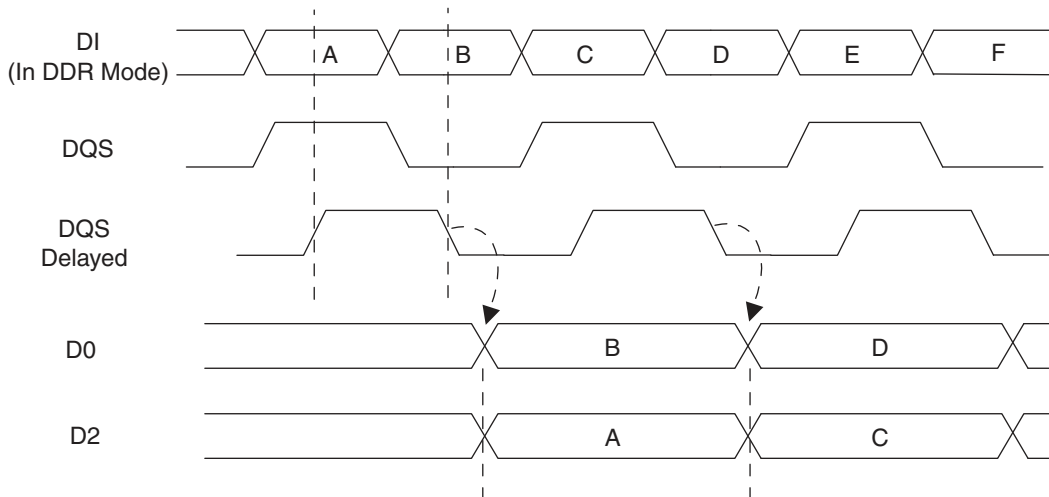 DI
(In DDR Mode)
A B C D E F
DQS
DQS
Delayed
D0
B D
D2
A C